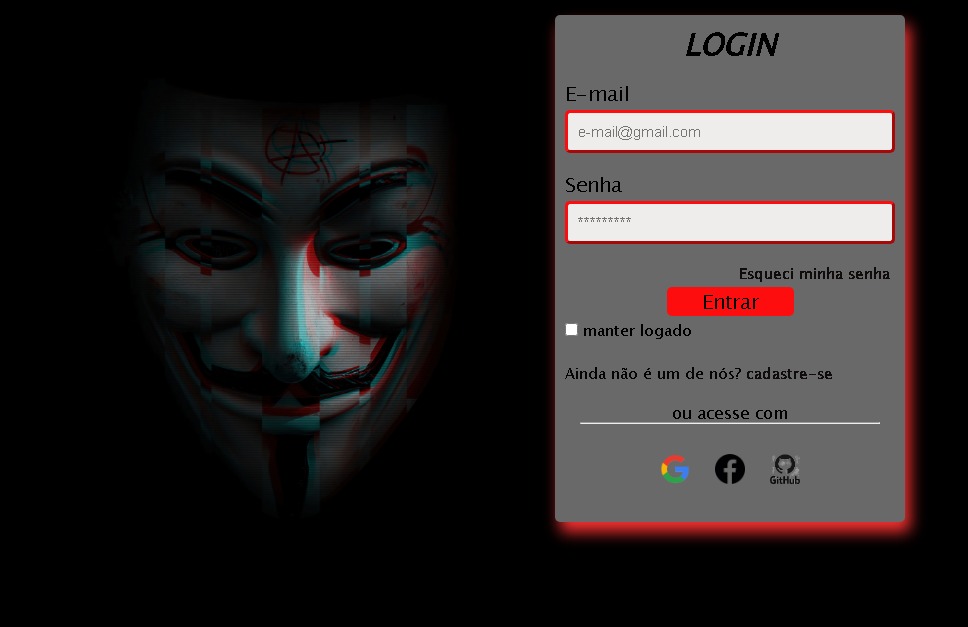 LOGIN
E-mail
e-mail@gmail.com
Senha
*********
Esqueci minha senha
Entrar
manter logado
Ainda não é um de nós? cadastre-se
ou acesse com
GitHub